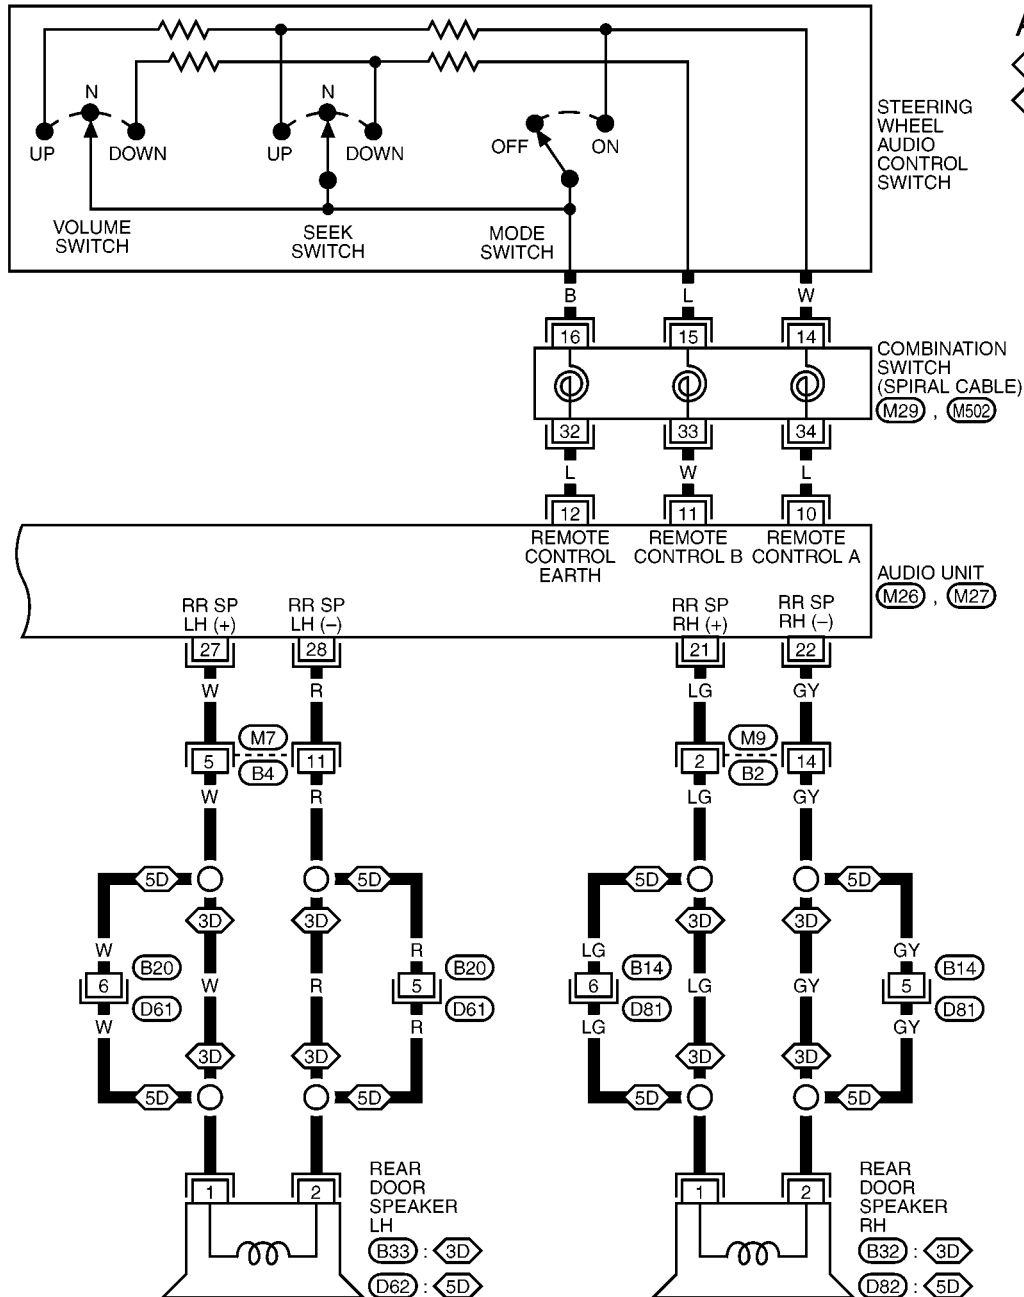 A
N
N
UP
DOWN
UP
DOWN
OFF
ON
VOLUME
SWITCH
SEEK
SWITCH
MODE
SWITCH
STEERING
WHEEL
AUDIO
CONTROL
SWITCH
B
L
W
16
15
14
COMBINATION
SWITCH
(SPIRAL CABLE)
M29 , M502
32
33
34
L
W
L
12
11
10
REMOTE
CONTROL
EARTH
REMOTE
CONTROL B
REMOTE
CONTROL A
AUDIO UNIT
M26 , M27
RR SP
LH (+)
RR SP
LH (–)
RR SP
RH (+)
RR SP
RH (–)
27
28
21
22
W
R
LG
GY
5
M7
B4
11
2
M9
B2
14
W
R
LG
GY
5D
5D
5D
5D
3D
3D
3D
3D
W
R
LG
GY
6
B20
D61
W
R
5
B20
D61
6
B14
D81
LG
GY
5
B14
D81
W
R
LG
GY
3D
3D
3D
3D
5D
5D
5D
5D
1
2
REAR
DOOR
SPEAKER
LH
B33 : 3D
D62 : 5D
1
2
REAR
DOOR
SPEAKER
RH
B32 : 3D
D82 : 5D